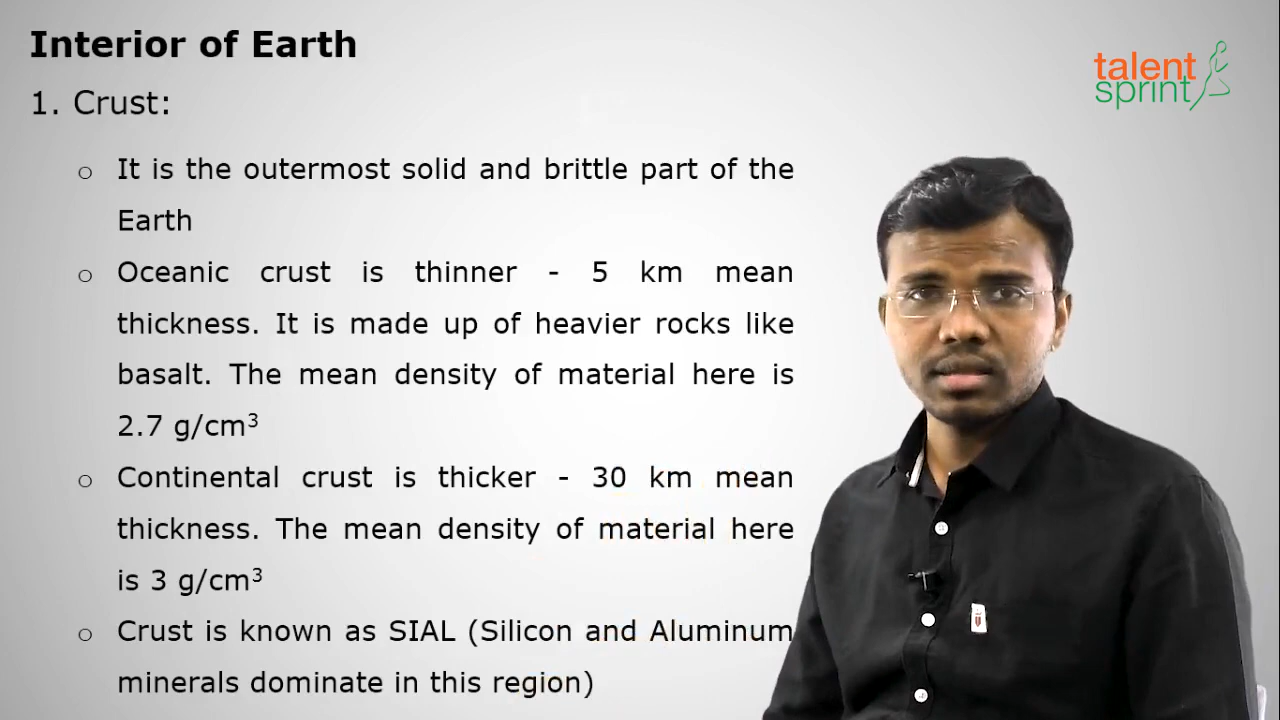 Interior of Earth
talent
sprint
1. Crust:
o It is the outermost solid and brittle part of the
Earth
o Oceanic crust is thinner - 5 km mean
thickness. It is made up of heavier rocks like
basalt. The mean density of material here is
2.7 g/cm³
o Continental crust is thicker - 30 km mean
thickness. The mean density of material here
is 3 g/cm³
o Crust is known as SIAL (Silicon and Aluminum
minerals dominate in this region)